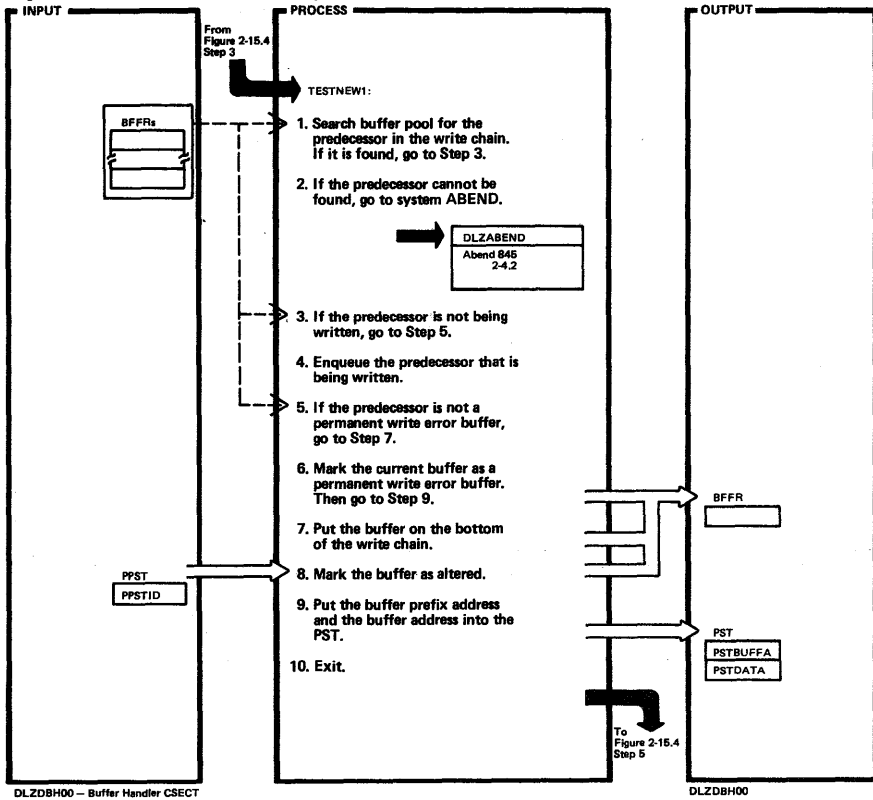 INPUT
PROCESS
OUTPUT
From
Figure 2-15.4
Step 3
TESTNEW1:
BFFRs
1. Search buffer pool for the
predecessor in the write chain.
If it is found, go to Step 3.
2. If the predecessor cannot be
found, go to system ABEND.
DLZABEND
Abend 845
2-4.2
3. If the predecessor is not being
written, go to Step 5.
4. Enqueue the predecessor that is
being written.
5. If the predecessor is not a
permanent write error buffer,
go to Step 7.
6. Mark the current buffer as a
permanent write error buffer.
Then go to Step 9.
BFFR
7. Put the buffer on the bottom
of the write chain.
PPST
PPSTID
8. Mark the buffer as altered.
9. Put the buffer prefix address
and the buffer address into the
PST.
PST
PSTBUFFA
PSTDATA
10. Exit.
To
Figure 2-15.4
Step 5
DLZDBH00 – Buffer Handler CSECT
DLZDBH00